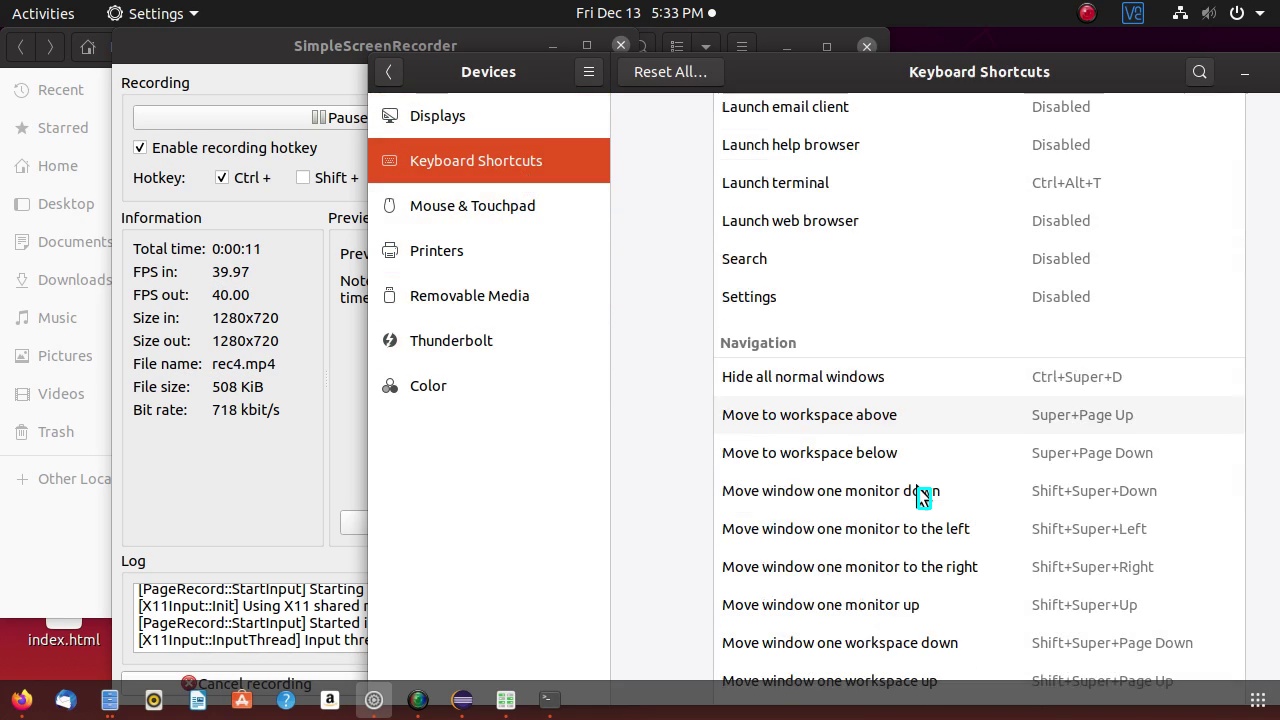 Activities
Settings
Fri Dec 13 5:33 PM
SimpleScreenRecorder
Recent
Starred
Home
Desktop
Documents
Downloads
Music
Pictures
Videos
Trash
Other Loca
index.html
Recording
Pause
Enable recording hotkey
Hotkey: Ctrl + Shift +
Information
Total time: 0:00:11
FPS in: 39.97
FPS out: 40.00
Size in: 1280x720
Size out: 1280x720
File name: rec4.mp4
File size: 508 KiB
Bit rate: 718 kbit/s
Previe
Prev
Note
time
Log
[PageRecord::StartInput] Starting
[X11Input::Init] Using X11 shared
[PageRecord::StartInput] Started i
[X11Input::InputThread] Input thre
Cancel recording
Devices
Reset All...
Keyboard Shortcuts
Displays
Keyboard Shortcuts
Mouse & Touchpad
Printers
Removable Media
Thunderbolt
Color
Launch email client Disabled
Launch help browser Disabled
Launch terminal Ctrl+Alt+T
Launch web browser Disabled
Search Disabled
Settings Disabled
Navigation
Hide all normal windows Ctrl+Super+D
Move to workspace above Super+Page Up
Move to workspace below Super+Page Down
Move window one monitor down Shift+Super+Down
Move window one monitor to the left Shift+Super+Left
Move window one monitor to the right Shift+Super+Right
Move window one monitor up Shift+Super+Up
Move window one workspace down Shift+Super+Page Down
Move window one workspace up Shift+Super+Page Up